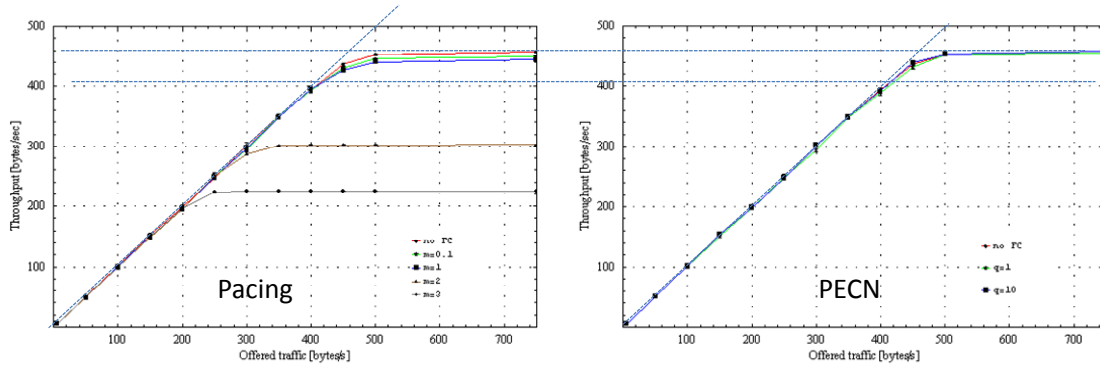 500
400
300
200
100
Throughput [bytes/sec]
no FC
m=0.1
m=1
m=2
m=3
Pacing
100 200 300 400 500 600 700
Offered traffic [bytes/s]
500
400
300
200
100
Throughput [bytes/sec]
no FC
q=1
q=10
PECN
100 200 300 400 500 600 700
Offered traffic [bytes/s]